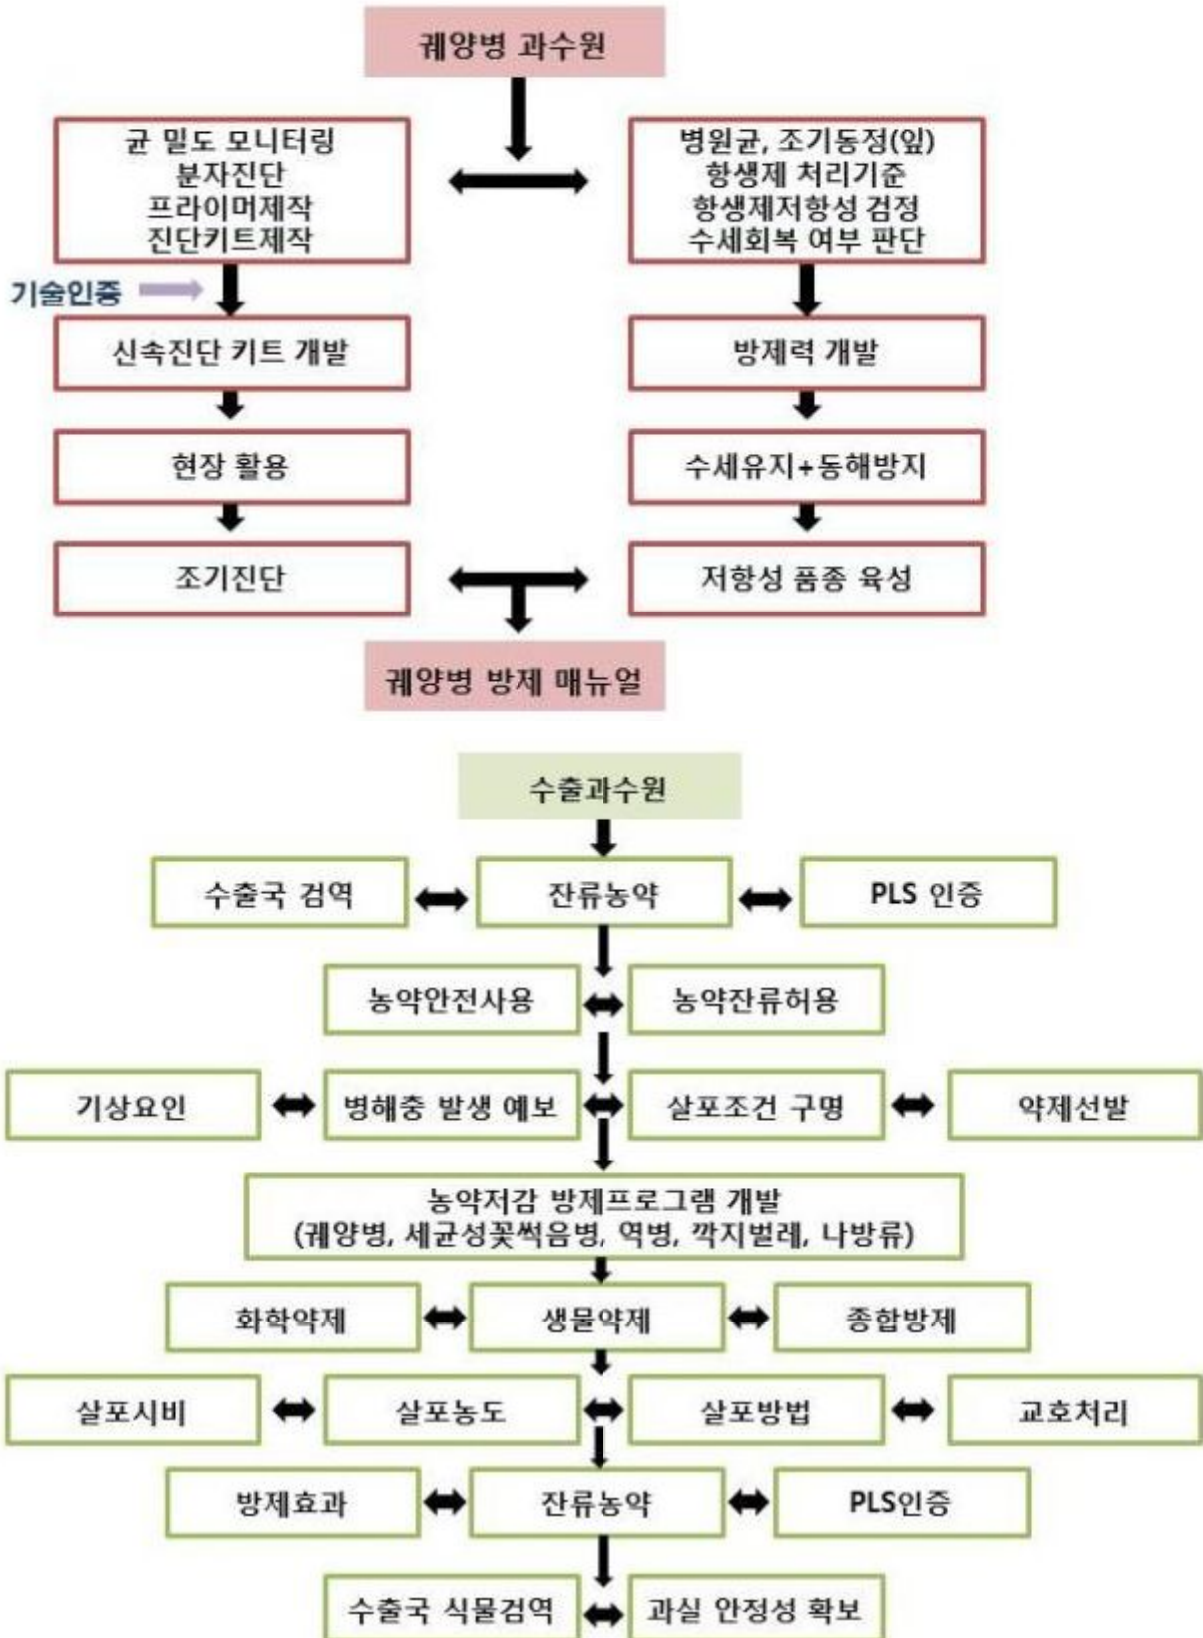 궤양병 과수원
균 밀도 모니터링
분자진단
프라이머제작
진단키트제작
병원균, 조기동정(잎)
항생제 처리기준
항생제저항성 검정
수세회복 여부 판단
기술인증
신속진단 키트 개발
방제력 개발
현장 활용
수세유지+동해방지
조기진단
저항성 품종 육성
궤양병 방제 매뉴얼
수출과수원
수출국 검역
잔류농약
PLS 인증
농약안전사용
농약잔류허용
기상요인
병해충 발생 예보
살포조건 구명
약제선발
농약저감 방제프로그램 개발
(궤양병, 세균성꽃썩음병, 역병, 깍지벌레, 나방류)
화학약제
생물약제
종합방제
살포시비
살포농도
살포방법
교호처리
방제효과
잔류농약
PLS인증
수출국 식물검역
과실 안정성 확보